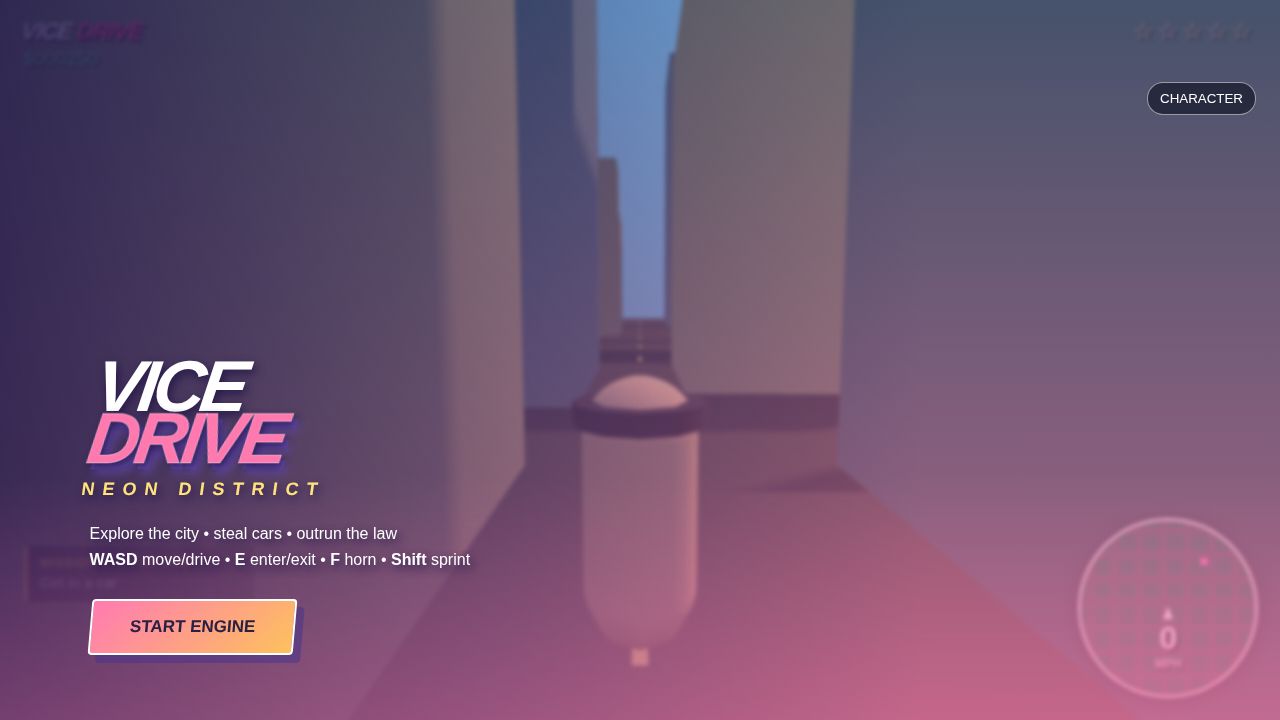 VICE DRIVE
CHARACTER
VICE
DRIVE
NEON DISTRICT
Explore the city • steal cars • outrun the law
WASD move/drive • E enter/exit • F horn • Shift sprint
START ENGINE
0
MPH